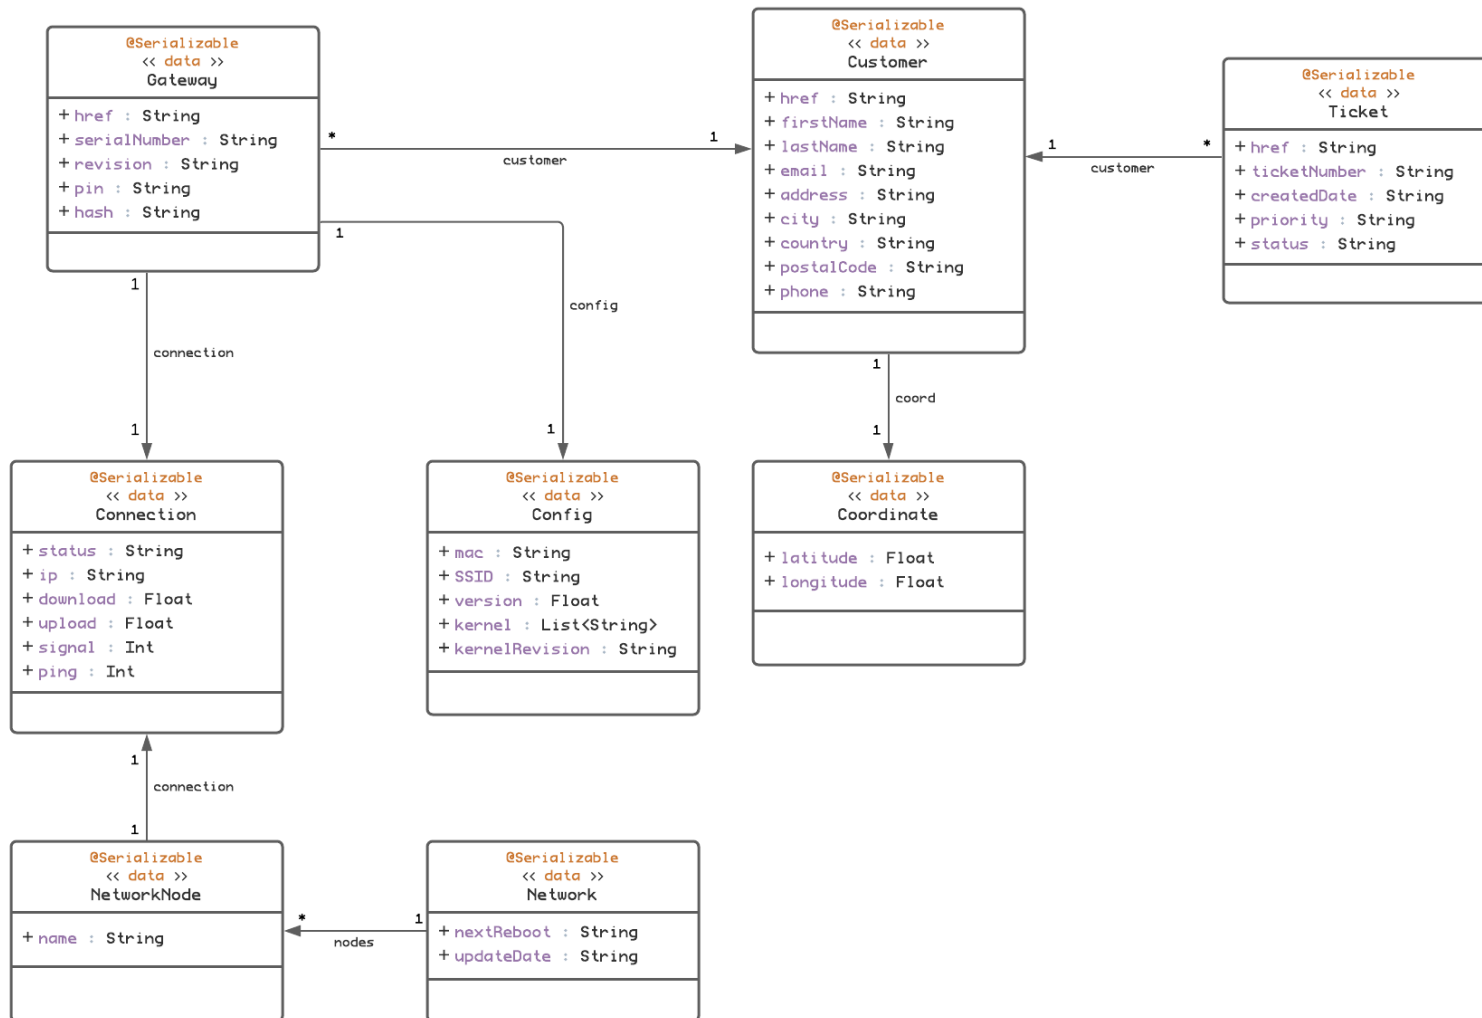 @Serializable
<< data >>
Gateway
+ href : String
+ serialNumber : String
+ revision : String
+ pin : String
+ hash : String
@Serializable
<< data >>
Customer
+ href : String
+ firstName : String
+ lastName : String
+ email : String
+ address : String
+ city : String
+ country : String
+ postalCode : String
+ phone : String
@Serializable
<< data >>
Ticket
+ href : String
+ ticketNumber : String
+ createdDate : String
+ priority : String
+ status : String
* 1
customer
1 *
customer
1
config
1
1
connection
1
1
coord
1
@Serializable
<< data >>
Connection
+ status : String
+ ip : String
+ download : Float
+ upload : Float
+ signal : Int
+ ping : Int
@Serializable
<< data >>
Config
+ mac : String
+ SSID : String
+ version : Float
+ kernel : List<String>
+ kernelRevision : String
@Serializable
<< data >>
Coordinate
+ latitude : Float
+ longitude : Float
1
connection
1
@Serializable
<< data >>
NetworkNode
+ name : String
* 1
nodes
@Serializable
<< data >>
Network
+ nextReboot : String
+ updateDate : String